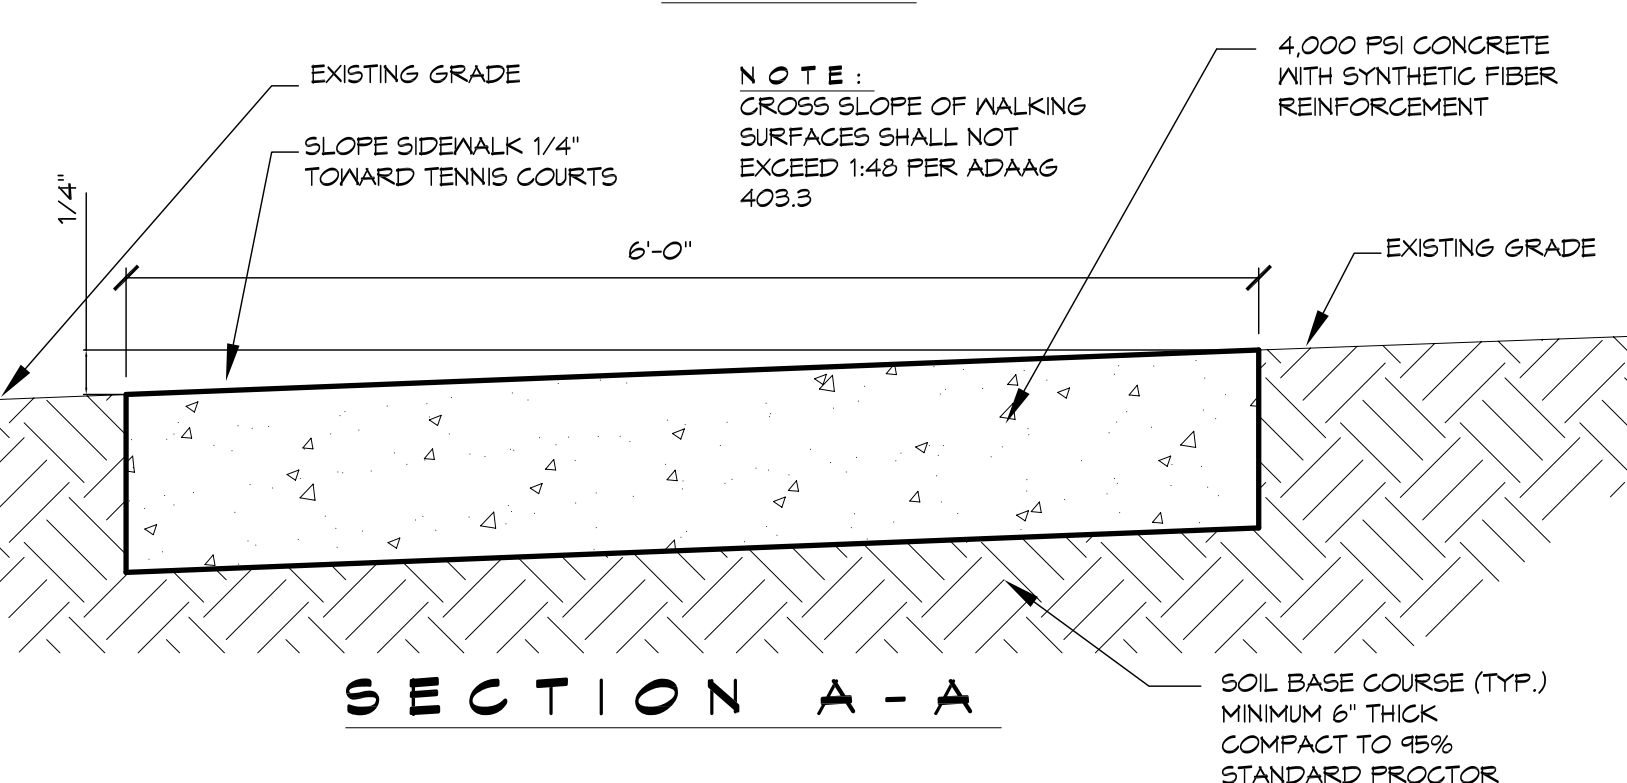 EXISTING GRADE
SLOPE SIDEWALK 1/4"
TOWARD TENNIS COURTS
1/4"
NOTE:
CROSS SLOPE OF WALKING
SURFACES SHALL NOT
EXCEED 1:48 PER ADAAG
403.3
4,000 PSI CONCRETE
WITH SYNTHETIC FIBER
REINFORCEMENT
6'-0"
EXISTING GRADE
SECTION A-A
SOIL BASE COURSE (TYP.)
MINIMUM 6" THICK
COMPACT TO 95%
STANDARD PROCTOR